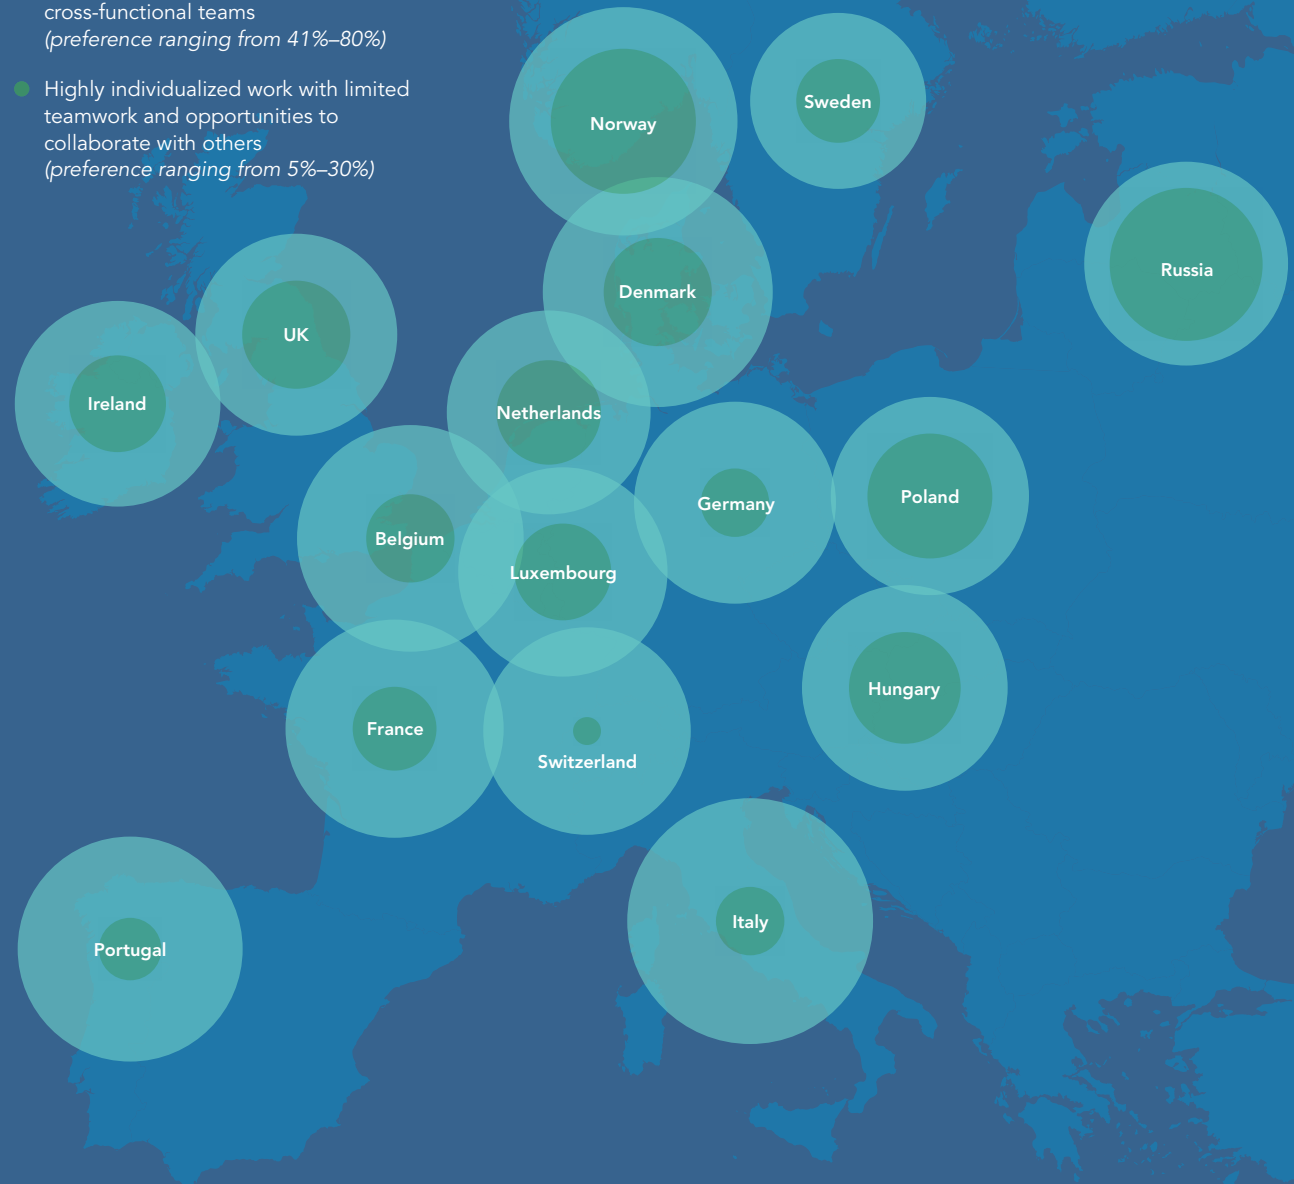 cross-functional teams
(preference ranging from 41%–80%)
Highly individualized work with limited
teamwork and opportunities to
collaborate with others
(preference ranging from 5%–30%)
Norway
Sweden
Russia
Denmark
UK
Ireland
Netherlands
Germany
Poland
Belgium
Luxembourg
Hungary
France
Switzerland
Italy
Portugal